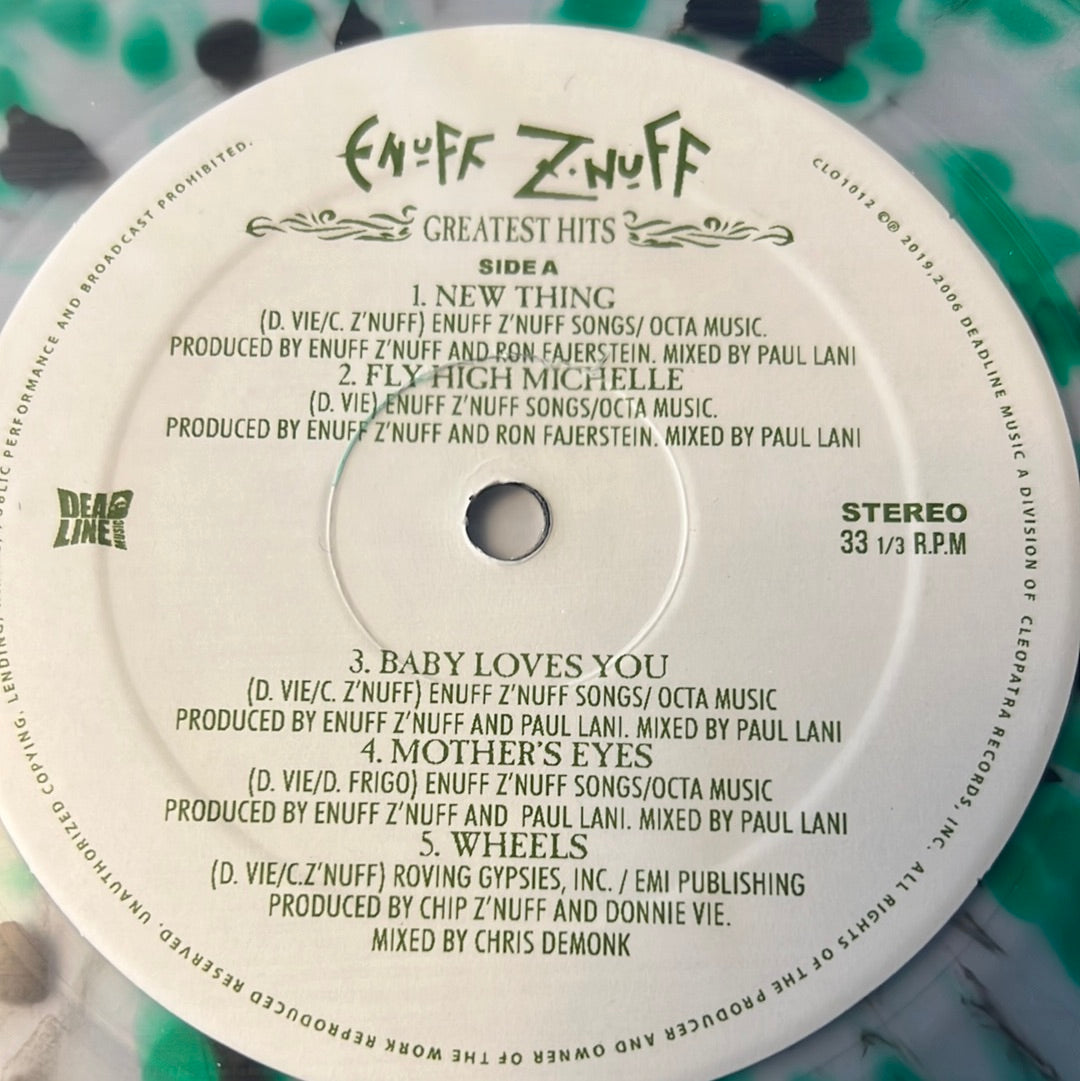 ENUFF Z·NUFF
GREATEST HITS
SIDE A
1. NEW THING
(D. VIE/C. Z'NUFF) ENUFF Z'NUFF SONGS/ OCTA MUSIC.
PRODUCED BY ENUFF Z'NUFF AND RON FAJERSTEIN. MIXED BY PAUL LANI
2. FLY HIGH MICHELLE
(D. VIE) ENUFF Z'NUFF SONGS/OCTA MUSIC.
PRODUCED BY ENUFF Z'NUFF AND RON FAJERSTEIN. MIXED BY PAUL LANI
DEAD
LINE MUSIC
STEREO
33 1/3 R.P.M
3. BABY LOVES YOU
(D. VIE/C. Z'NUFF) ENUFF Z'NUFF SONGS/ OCTA MUSIC
PRODUCED BY ENUFF Z'NUFF AND PAUL LANI. MIXED BY PAUL LANI
4. MOTHER'S EYES
(D. VIE/D. FRIGO) ENUFF Z'NUFF SONGS/OCTA MUSIC
PRODUCED BY ENUFF Z'NUFF AND PAUL LANI. MIXED BY PAUL LANI
5. WHEELS
(D. VIE/C.Z'NUFF) ROVING GYPSIES, INC. / EMI PUBLISHING
PRODUCED BY CHIP Z'NUFF AND DONNIE VIE.
MIXED BY CHRIS DEMONK
CLO1012 ©℗ 2019,2006 DEADLINE MUSIC A DIVISION OF CLEOPATRA RECORDS, INC. ALL RIGHTS OF THE PRODUCER AND OWNER OF THE WORK REPRODUCED RESERVED. UNAUTHORIZED COPYING, LENDING, PUBLIC PERFORMANCE AND BROADCAST PROHIBITED.